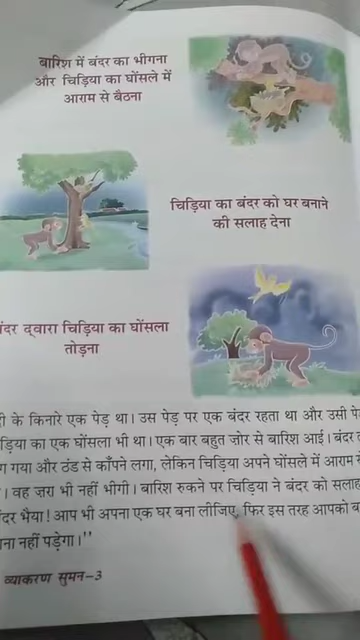 बारिश में बंदर का भीगना
और चिड़िया का घोंसले में
आराम से बैठना
चिड़िया का बंदर को घर बनाने
की सलाह देना
द्वारा चिड़िया का घोंसला
तोड़ना
के किनारे एक पेड़ था। उस पेड़ पर एक बंदर रहता था और उसी
का एक घोंसला भी था। एक बार बहुत ज़ोर से बारिश आई। बंदर
गया और ठंड से काँपने लगा, लेकिन चिड़िया अपने घोंसले में आराम
। वह ज़रा भी नहीं भीगी। बारिश रुकने पर चिड़िया ने बंदर को सलाह
भैया! आप भी अपना एक घर बना लीजिए, फिर इस तरह आपको
नहीं पड़ेगा।''
व्याकरण सुमन–3